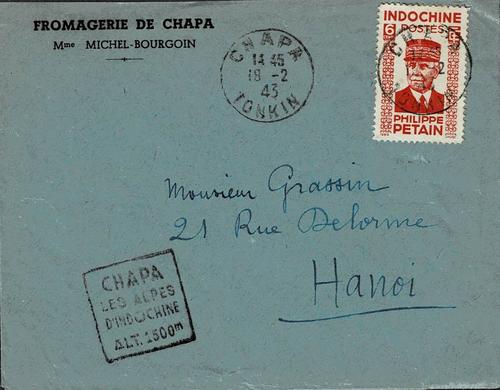 FROMAGERIE DE CHAPA
Mme MICHEL-BOURGOIN
CHAPA
14 45
18 -2
43
TONKIN
INDOCHINE
6c POSTES
PHILIPPE
PETAIN
Monsieur Grassin
21 Rue Delorme
Hanoi
CHAPA
LES ALPES
D'INDOCHINE
ALT. 1500m